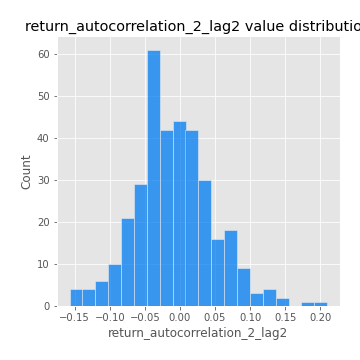 return_autocorrelation_2_lag2 value distributio
60
50
40
30
20
10
0
Count
−0.15 −0.10 −0.05 0.00 0.05 0.10 0.15 0.20
return_autocorrelation_2_lag2